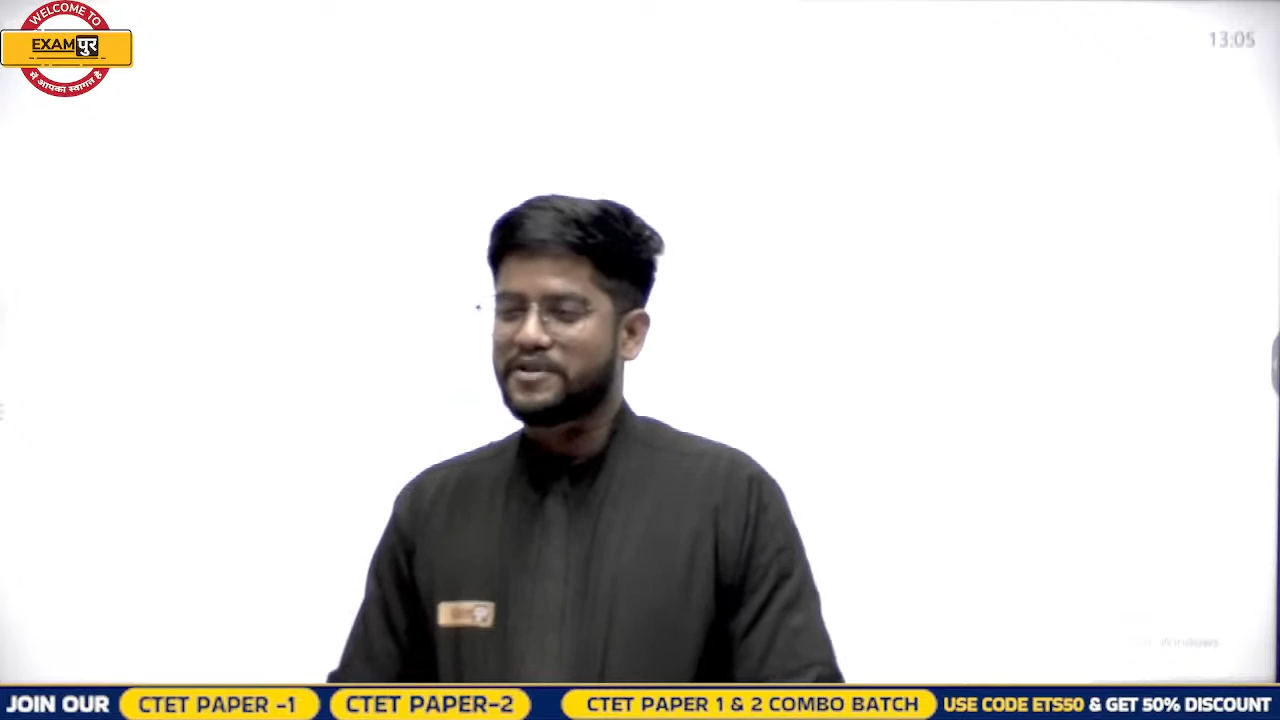 WELCOME TO
EXAMपुर
में आपका स्वागत है
13:05
Windows
JOIN OUR CTET PAPER -1 CTET PAPER-2 CTET PAPER 1 & 2 COMBO BATCH USE CODE ETS50 & GET 50% DISCOUNT